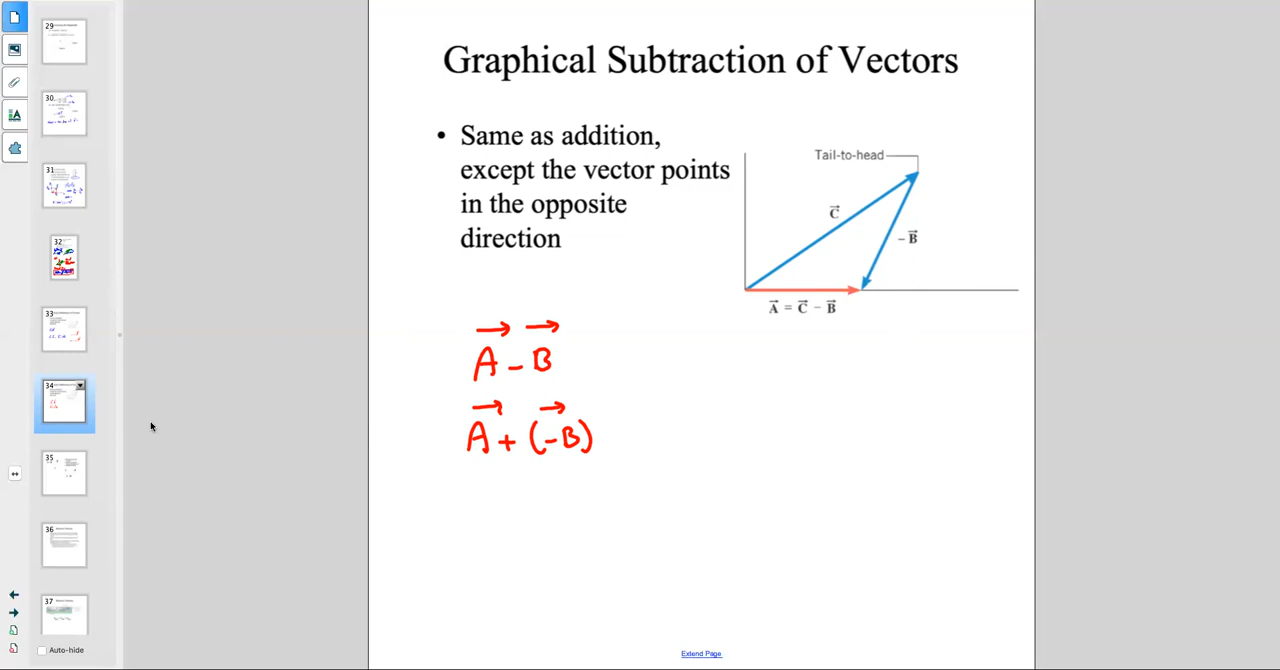 29
30
31
32
33
34
35
36
37
Auto-hide
Graphical Subtraction of Vectors
• Same as addition,
except the vector points
in the opposite
direction
Tail-to-head
C⃗
– B⃗
A⃗ = C⃗ – B⃗
A⃗ – B⃗
A⃗ + (–B⃗)
Extend Page